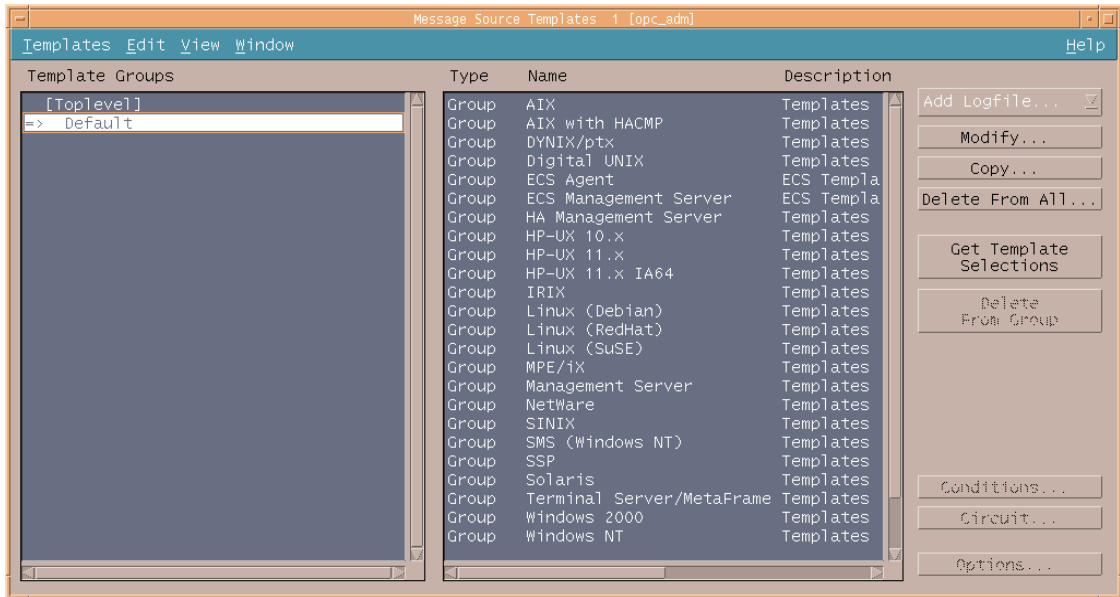 Message Source Templates 1 [opc_adm]
Templates Edit View Window Help
Template Groups
[Toplevel]
=> Default
Type Name Description
Group AIX Templates
Group AIX with HACMP Templates
Group DYNIX/ptx Templates
Group Digital UNIX Templates
Group ECS Agent ECS Templa
Group ECS Management Server ECS Templa
Group HA Management Server Templates
Group HP-UX 10.x Templates
Group HP-UX 11.x Templates
Group HP-UX 11.x IA64 Templates
Group IRIX Templates
Group Linux (Debian) Templates
Group Linux (RedHat) Templates
Group Linux (SuSE) Templates
Group MPE/iX Templates
Group Management Server Templates
Group NetWare Templates
Group SINIX Templates
Group SMS (Windows NT) Templates
Group SSP Templates
Group Solaris Templates
Group Terminal Server/MetaFrame Templates
Group Windows 2000 Templates
Group Windows NT Templates
Add Logfile...
Modify...
Copy...
Delete From All...
Get Template
Selections
Delete
From Group
Conditions...
Circuit...
Options...